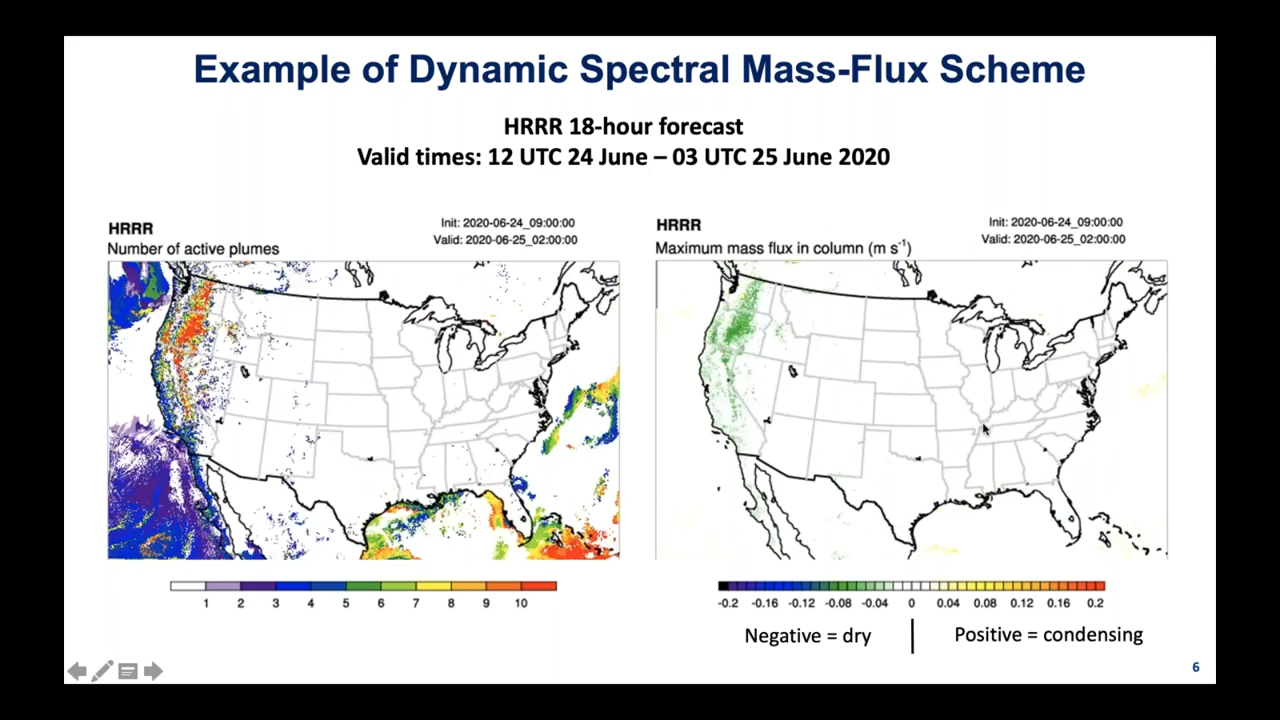 Example of Dynamic Spectral Mass-Flux Scheme
HRRR 18-hour forecast
Valid times: 12 UTC 24 June – 03 UTC 25 June 2020
HRRR
Init: 2020-06-24_09:00:00
Number of active plumes
Valid: 2020-06-25_02:00:00
HRRR
Init: 2020-06-24_09:00:00
Maximum mass flux in column (m s-1)
Valid: 2020-06-25_02:00:00
1 2 3 4 5 6 7 8 9 10
-0.2 -0.16 -0.12 -0.08 -0.04 0 0.04 0.08 0.12 0.16 0.2
Negative = dry
Positive = condensing
6